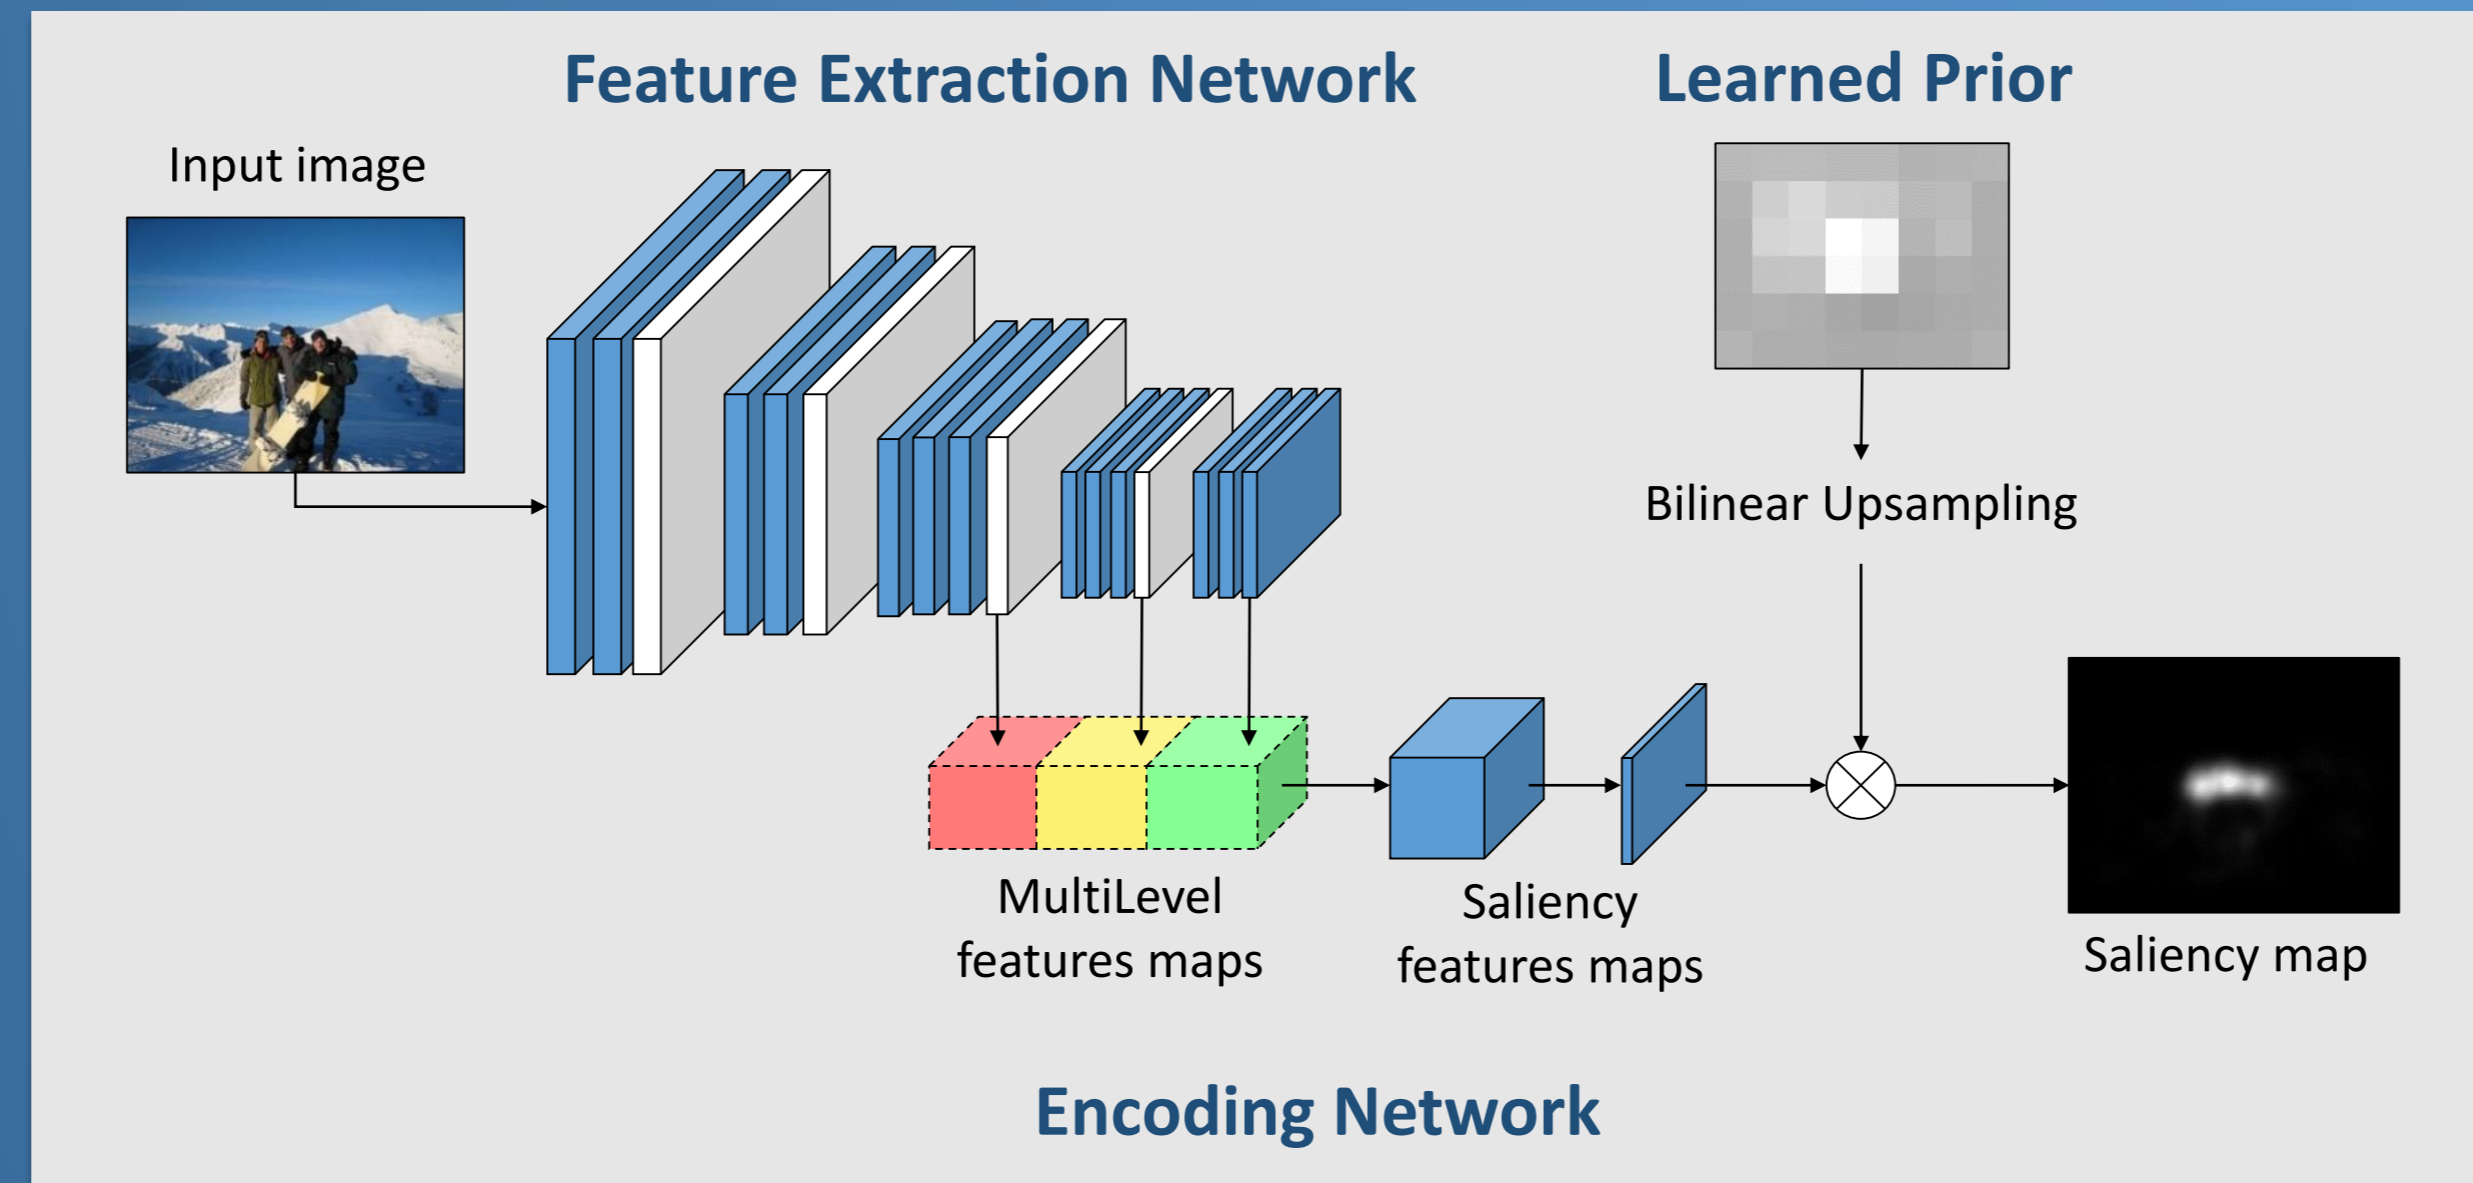 Feature Extraction Network
Learned Prior
Input image
Bilinear Upsampling
MultiLevel
features maps
Saliency
features maps
Saliency map
Encoding Network